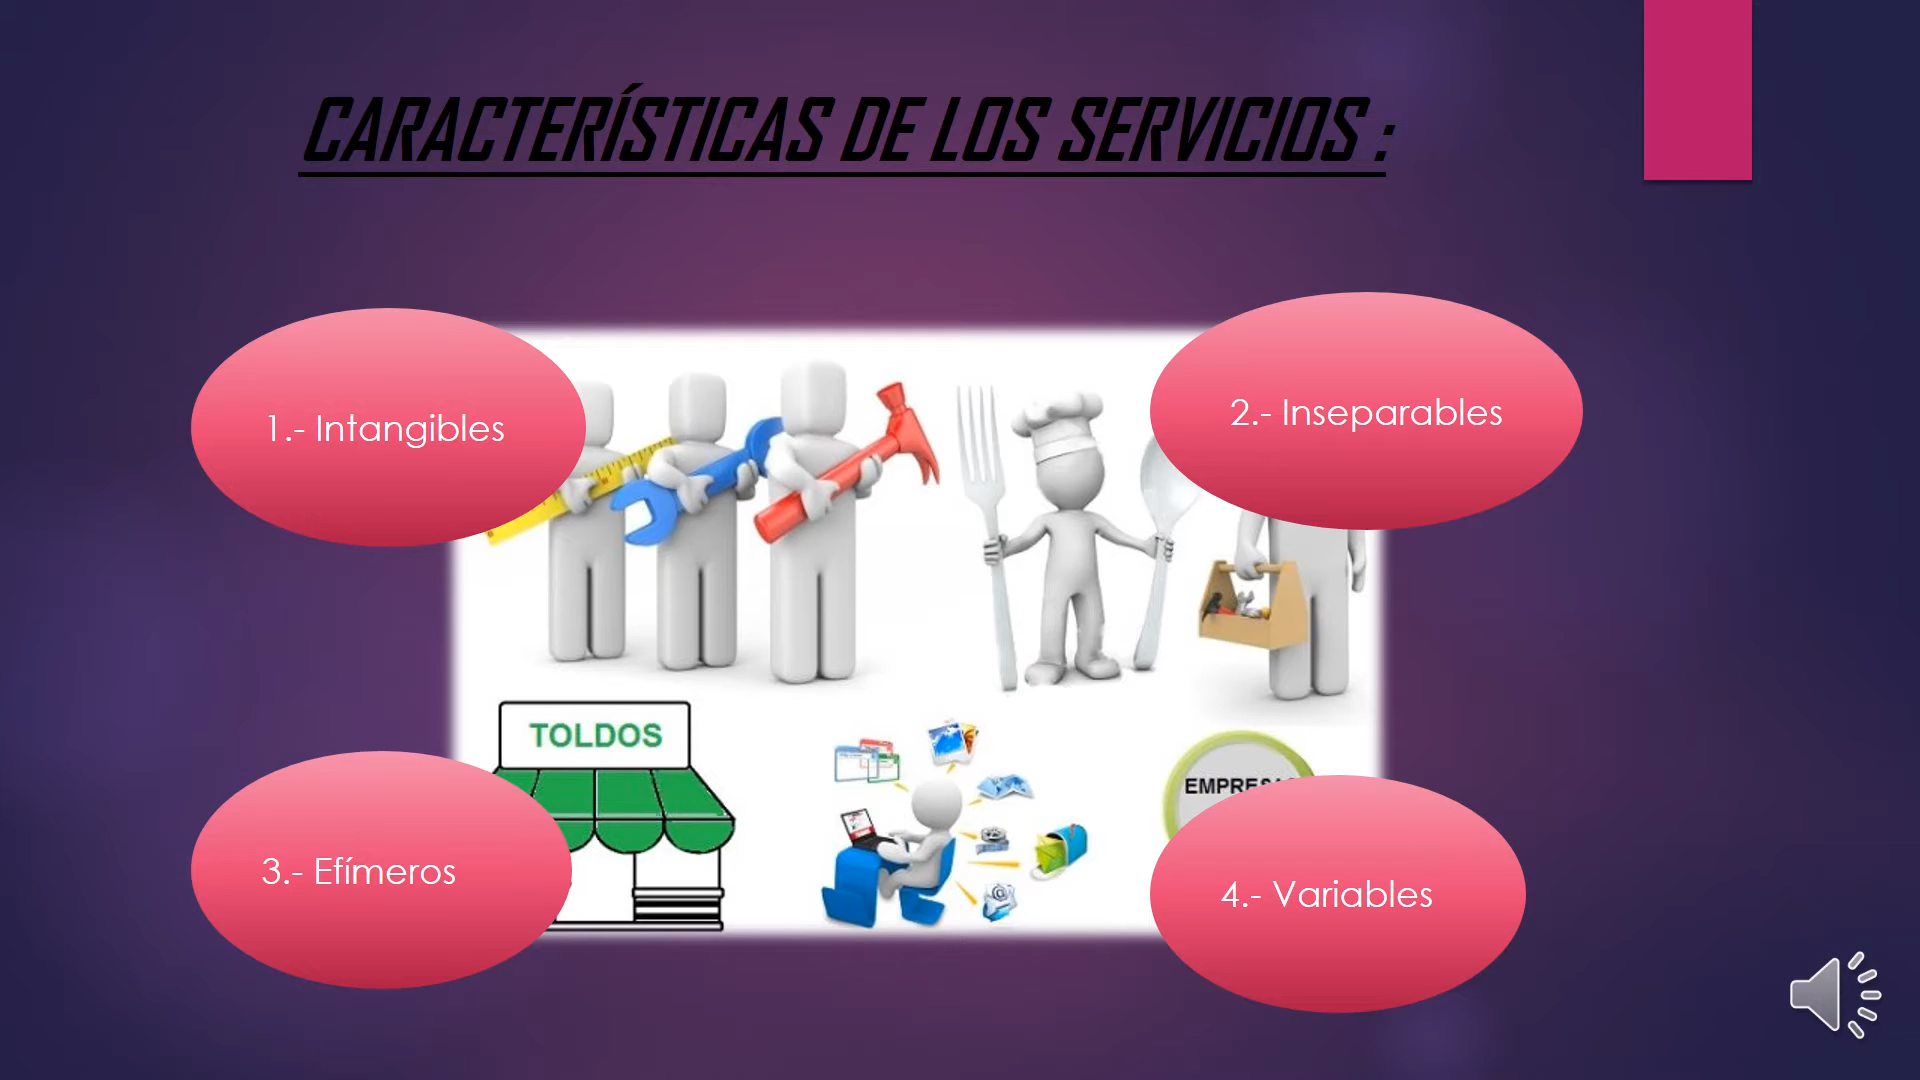 CARACTERÍSTICAS DE LOS SERVICIOS :
1.- Intangibles
2.- Inseparables
TOLDOS
3.- Efímeros
4.- Variables